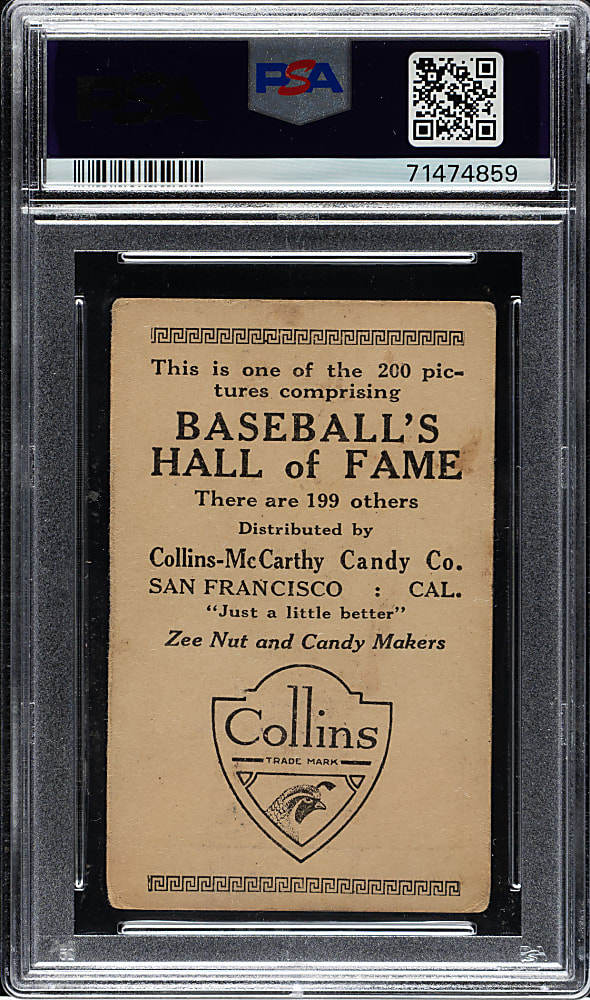 PSA
PSA
71474859
This is one of the 200 pic-
tures comprising
BASEBALL'S
HALL of FAME
There are 199 others
Distributed by
Collins-McCarthy Candy Co.
SAN FRANCISCO : CAL.
"Just a little better"
Zee Nut and Candy Makers
Collins
TRADE MARK